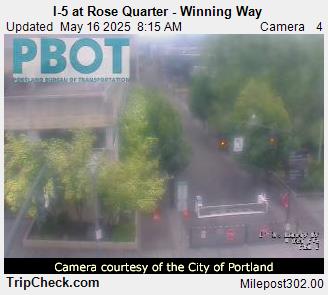 I-5 at Rose Quarter - Winning Way
Updated May 16 2025 8:15 AM Camera 4
PBOT
PORTLAND BUREAU OF TRANSPORTATION
Camera courtesy of the City of Portland
TripCheck.com Milepost302.00